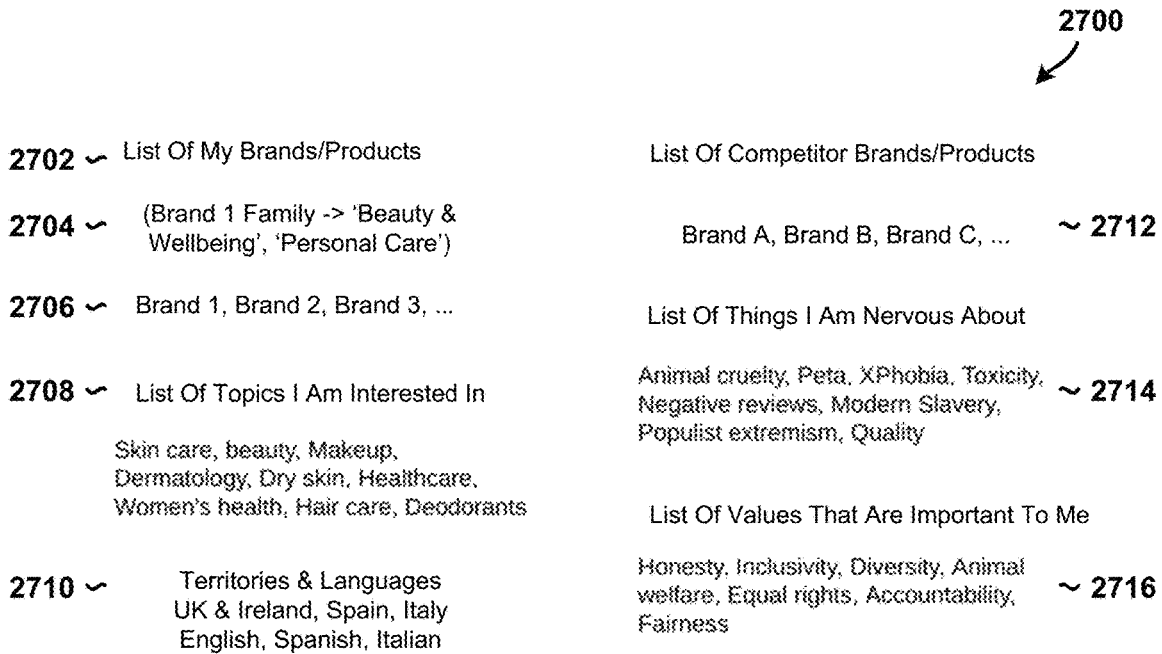 2700
2702 List Of My Brands/Products
2704 (Brand 1 Family -> 'Beauty &
Wellbeing', 'Personal Care')
2706 Brand 1, Brand 2, Brand 3, ...
2708 List Of Topics I Am Interested In
Skin care, beauty, Makeup,
Dermatology, Dry skin, Healthcare,
Women's health, Hair care, Deodorants
2710 Territories & Languages
UK & Ireland, Spain, Italy
English, Spanish, Italian
List Of Competitor Brands/Products
Brand A, Brand B, Brand C, ... 2712
List Of Things I Am Nervous About
Animal cruelty, Peta, XPhobia, Toxicity, 2714
Negative reviews, Modern Slavery,
Populist extremism, Quality
List Of Values That Are Important To Me
Honesty, Inclusivity, Diversity, Animal
welfare, Equal rights, Accountability, 2716
Fairness